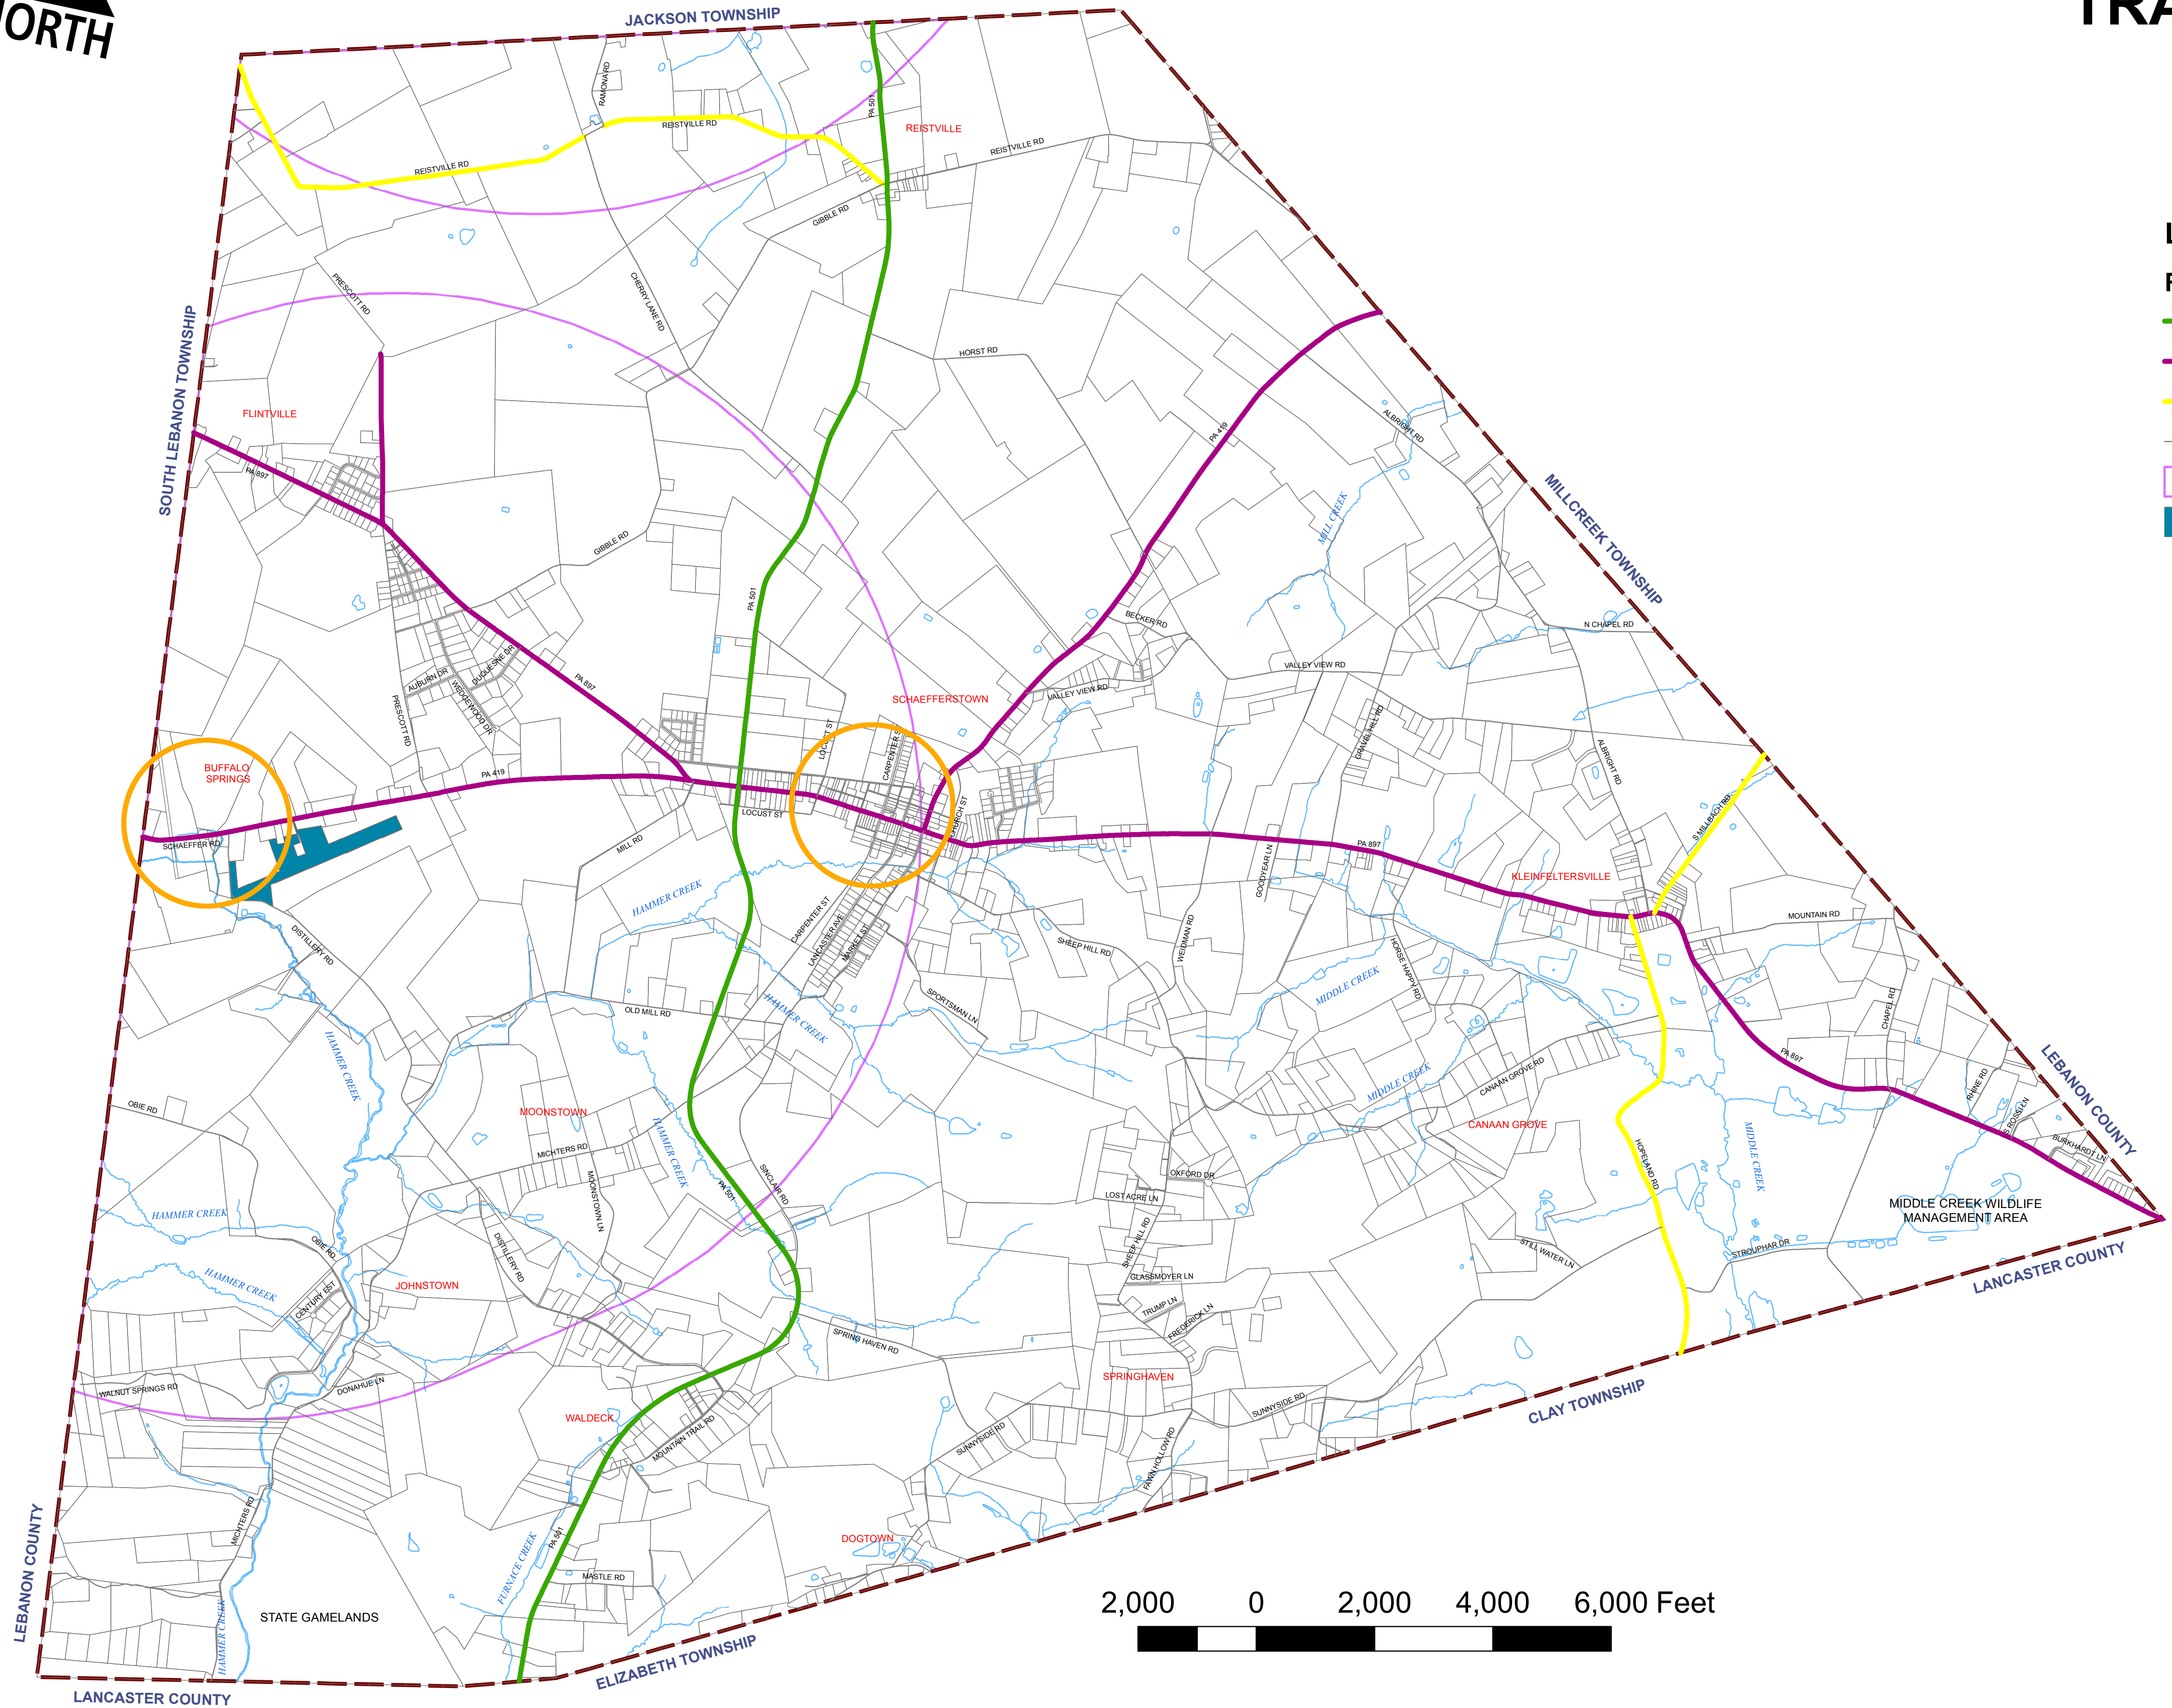 ORTH
TRA
JACKSON TOWNSHIP
RAMONA RD
PA 501
REISTVILLE RD
REISTVILLE
REISTVILLE RD
REISTVILLE RD
GIBBLE RD
PRESCOTT RD
CHERRY LANE RD
HORST RD
SOUTH LEBANON TOWNSHIP
FLINTVILLE
PA 897
ALBRIGHT RD
PA 419
MILL CREEK
MILLCREEK TOWNSHIP
GIBBLE RD
PA 501
BECKER RD
N CHAPEL RD
VALLEY VIEW RD
AUBURN DR
DUQUESNE DR
WEDGEWOOD DR
PA 897
PRESCOTT RD
SCHAEFFERSTOWN
VALLEY VIEW RD
GRAVEL HILL RD
LOCUST ST
CARPENTER ST
ALBRIGHT RD
BUFFALO
SPRINGS
PA 419
S MILLBACH RD
LOCUST ST
CHURCH ST
SCHAEFFER RD
MILL RD
PA 897
GOODYEAR LN
KLEINFELTERSVILLE
HAMMER CREEK
CARPENTER ST
LANCASTER AVE
MARKET ST
MOUNTAIN RD
DISTILLERY RD
SHEEP HILL RD
WEIDMAN RD
HORSE HAPPY RD
MIDDLE CREEK
SPORTSMAN LN
OLD MILL RD
HAMMER CREEK
CHAPEL RD
HAMMER CREEK
PA 897
LEBANON COUNTY
MIDDLE CREEK
CANAAN GROVE RD
RHINE RD
S ROSSI LN
OBIE RD
MOONSTOWN
CANAAN GROVE
BURKHARDT LN
HAMMER CREEK
MICHTERS RD
MOONSTOWN LN
SINCLAIR RD
PA 501
OXFORD DR
LOST ACRE LN
HOPELAND RD
MIDDLE CREEK
MIDDLE CREEK WILDLIFE
MANAGEMENT AREA
HAMMER CREEK
OBIE RD
DISTILLERY RD
SHEEP HILL RD
STILL WATER LN
STROUPHAR DR
LANCASTER COUNTY
HAMMER CREEK
JOHNSTOWN
CENTURY EST
GLASSMOYER LN
TRUMP LN
FREDERICK LN
SPRING HAVEN RD
WALNUT SPRINGS RD
DONAHUE LN
SPRINGHAVEN
CLAY TOWNSHIP
WALDECK
MOUNTAIN TRAIL RD
SUNNYSIDE RD
SUNNYSIDE RD
FAWN HOLLOW RD
MICHTERS RD
PA 501
DOGTOWN
LEBANON COUNTY
FURNACE CREEK
MASTLE RD
STATE GAMELANDS
HAMMER CREEK
ELIZABETH TOWNSHIP
LANCASTER COUNTY
2,000 0 2,000 4,000 6,000 Feet